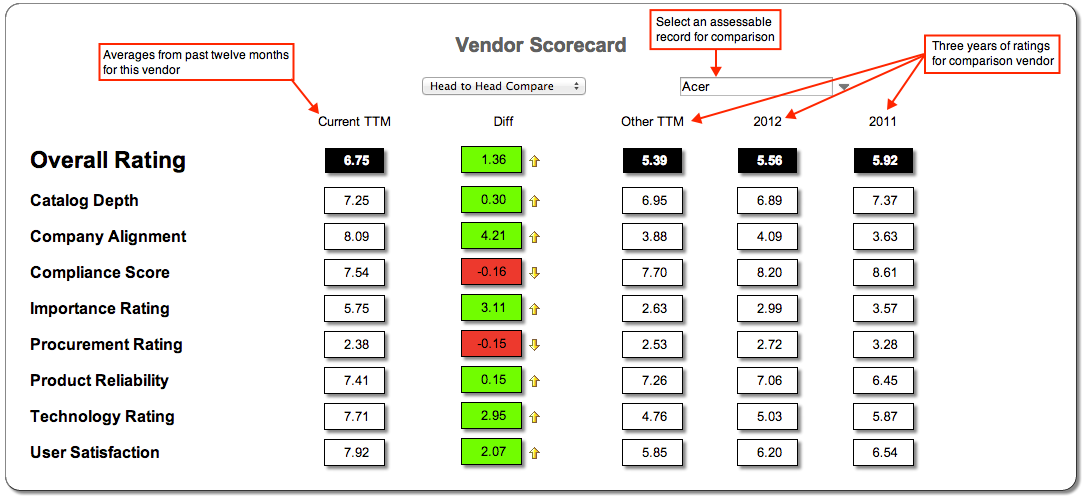 Vendor Scorecard
Select an assessable
record for comparison
Averages from past twelve months
for this vendor
Three years of ratings
for comparison vendor
Head to Head Compare
Acer
Current TTM Diff Other TTM 2012 2011
Overall Rating 6.75 1.36 5.39 5.56 5.92
Catalog Depth 7.25 0.30 6.95 6.89 7.37
Company Alignment 8.09 4.21 3.88 4.09 3.63
Compliance Score 7.54 -0.16 7.70 8.20 8.61
Importance Rating 5.75 3.11 2.63 2.99 3.57
Procurement Rating 2.38 -0.15 2.53 2.72 3.28
Product Reliability 7.41 0.15 7.26 7.06 6.45
Technology Rating 7.71 2.95 4.76 5.03 5.87
User Satisfaction 7.92 2.07 5.85 6.20 6.54